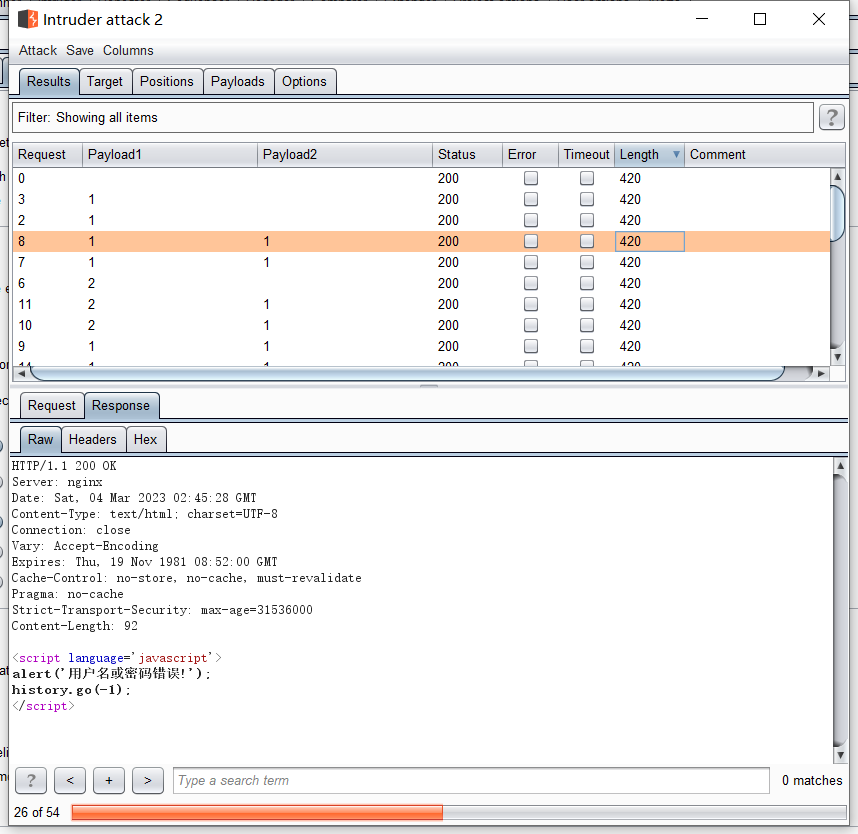 Intruder attack 2
Attack Save Columns
Results Target Positions Payloads Options
Filter: Showing all items ?
Request Payload1 Payload2 Status Error Timeout Length Comment
0 200 420
3 1 200 420
2 1 200 420
8 1 1 200 420
7 1 1 200 420
6 2 200 420
11 2 1 200 420
10 2 1 200 420
9 1 1 200 420
Request Response
Raw Headers Hex
HTTP/1.1 200 OK
Server: nginx
Date: Sat, 04 Mar 2023 02:45:28 GMT
Content-Type: text/html; charset=UTF-8
Connection: close
Vary: Accept-Encoding
Expires: Thu, 19 Nov 1981 08:52:00 GMT
Cache-Control: no-store, no-cache, must-revalidate
Pragma: no-cache
Strict-Transport-Security: max-age=31536000
Content-Length: 92
<script language='javascript'>
alert('用户名或密码错误!');
history.go(-1);
</script>
? < + > Type a search term 0 matches
26 of 54